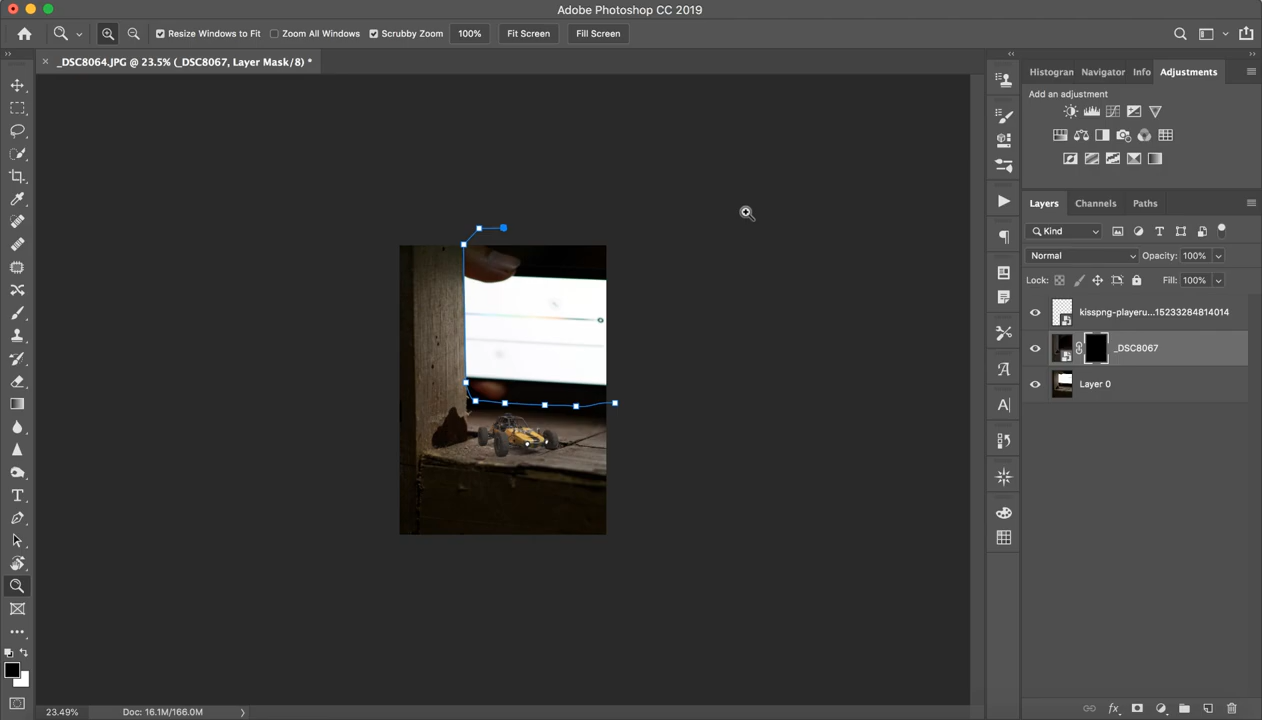 Adobe Photoshop CC 2019
Resize Windows to Fit
Zoom All Windows
Scrubby Zoom
100%
Fit Screen
Fill Screen
_DSC8064.JPG @ 23.5% (_DSC8067, Layer Mask/8) *
Histogran
Navigator
Info
Adjustments
Add an adjustment
Layers
Channels
Paths
Kind
Normal
Opacity: 100%
Lock:
Fill: 100%
kisspng-playeru...15233284814014
_DSC8067
Layer 0
23.49%
Doc: 16.1M/166.0M